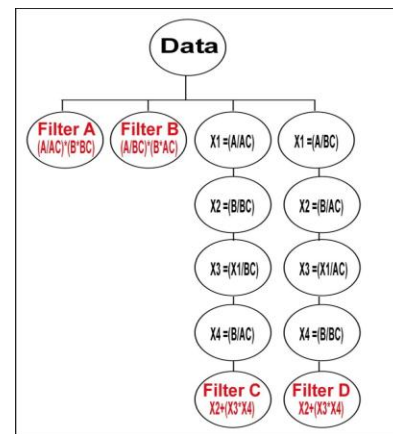 Data
Filter A
(A/AC)*(B*BC)
Filter B
(A/BC)*(B*AC)
X1 =(A/AC)
X1 =(A/BC)
X2=(B/BC)
X2=(B/AC)
X3=(X1/BC)
X3=(X1/AC)
X4=(B/AC)
X4=(B/BC)
Filter C
X2+(X3*X4)
Filter D
X2+(X3*X4)